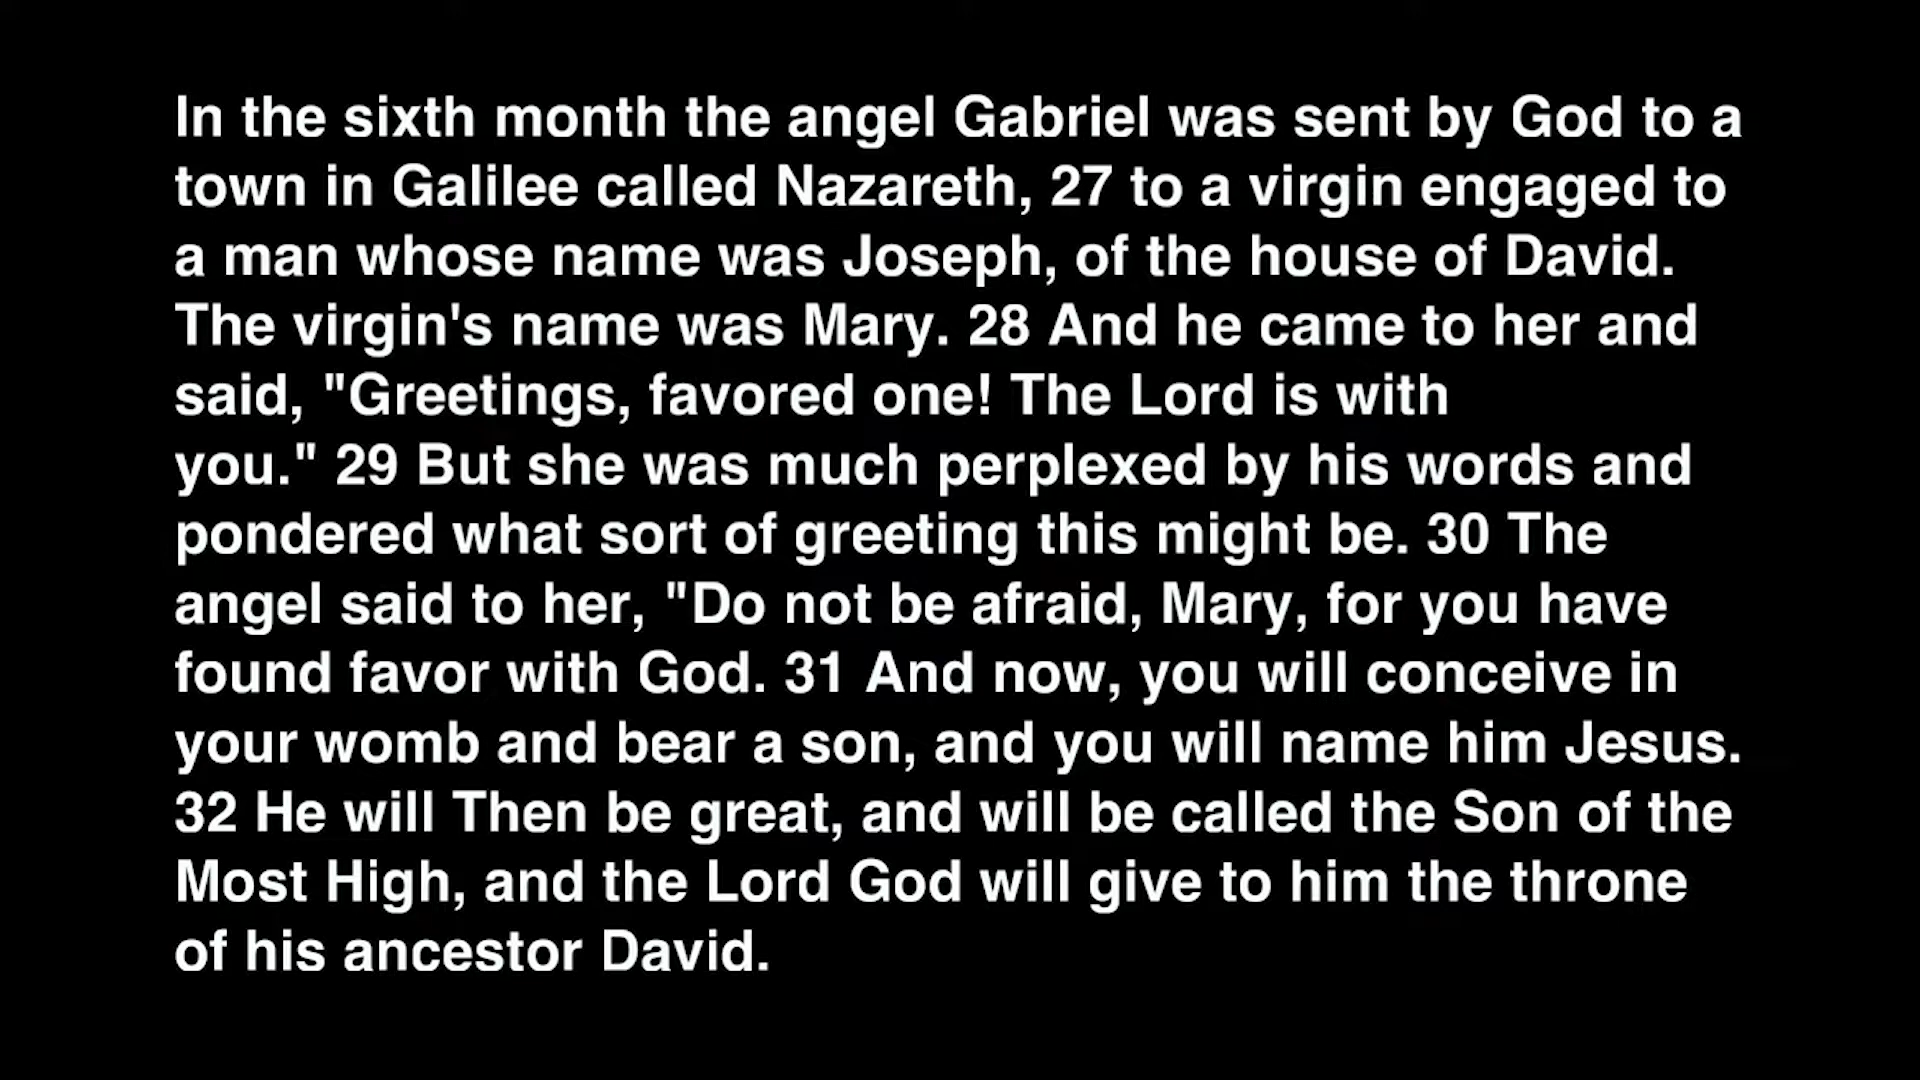 In the sixth month the angel Gabriel was sent by God to a
town in Galilee called Nazareth, 27 to a virgin engaged to
a man whose name was Joseph, of the house of David.
The virgin's name was Mary. 28 And he came to her and
said, "Greetings, favored one! The Lord is with
you." 29 But she was much perplexed by his words and
pondered what sort of greeting this might be. 30 The
angel said to her, "Do not be afraid, Mary, for you have
found favor with God. 31 And now, you will conceive in
your womb and bear a son, and you will name him Jesus.
32 He will Then be great, and will be called the Son of the
Most High, and the Lord God will give to him the throne
of his ancestor David.